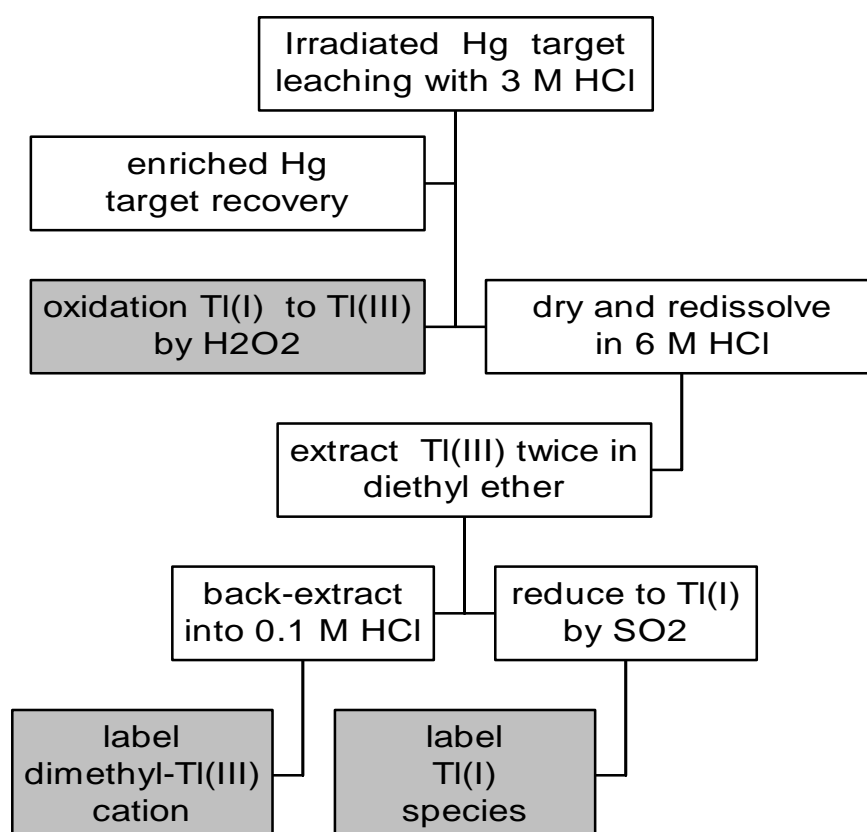 Irradiated Hg target
leaching with 3 M HCl
enriched Hg
target recovery
oxidation Tl(I) to Tl(III)
by H2O2
dry and redissolve
in 6 M HCl
extract Tl(III) twice in
diethyl ether
back-extract
into 0.1 M HCl
reduce to Tl(I)
by SO2
label
dimethyl-Tl(III)
cation
label
Tl(I)
species